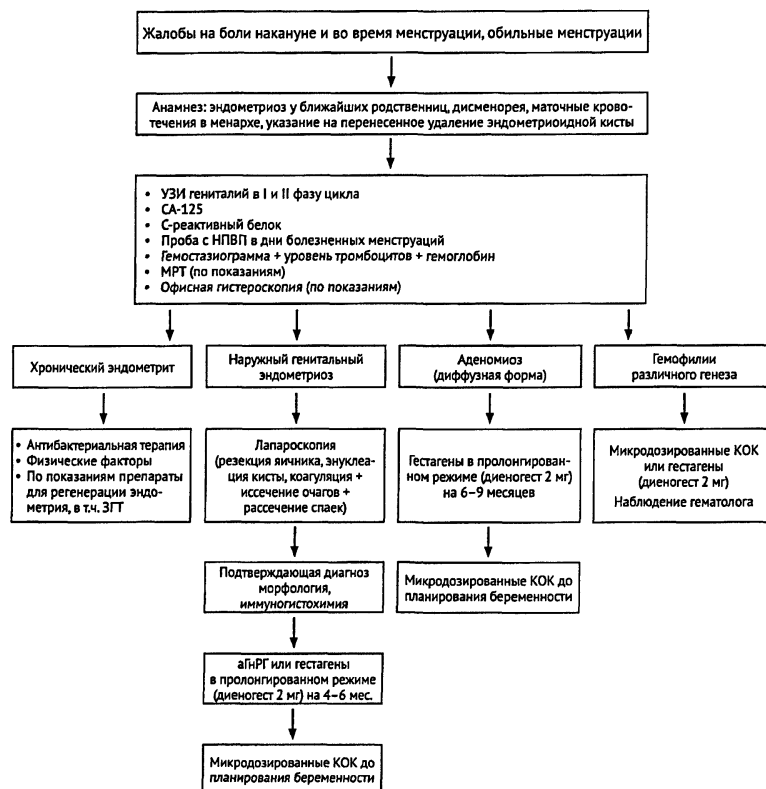 Жалобы на боли накануне и во время менструации, обильные менструации
Анамнез: эндометриоз у ближайших родственниц, дисменорея, маточные крово-
течения в менархе, указание на перенесенное удаление эндометриоидной кисты
• УЗИ гениталий в I и II фазу цикла
• СА-125
• С-реактивный белок
• Проба с НПВП в дни болезненных менструаций
• Гемостазиограмма + уровень тромбоцитов + гемоглобин
• МРТ (по показаниям)
• Офисная гистероскопия (по показаниям)
Хронический эндометрит
• Антибактериальная терапия
• Физические факторы
• По показаниям препараты
для регенерации эндо-
метрия, в т.ч. ЗГТ
Наружный генитальный
эндометриоз
Лапароскопия
(резекция яичника, энуклеа-
ция кисты, коагуляция +
иссечение очагов +
рассечение спаек)
Подтверждающая диагноз
морфология,
иммуногистохимия
аГнРГ или гестагены
в пролонгированном режиме
(диеногест 2 мг) на 4–6 мес.
Микродозированные КОК до
планирования беременности
Аденомиоз
(диффузная форма)
Гестагены в пролонгирован-
ном режиме (диеногест 2 мг)
на 6–9 месяцев
Микродозированные КОК до
планирования беременности
Гемофилии
различного генеза
Микродозированные КОК
или гестагены
(диеногест 2 мг)
Наблюдение гематолога